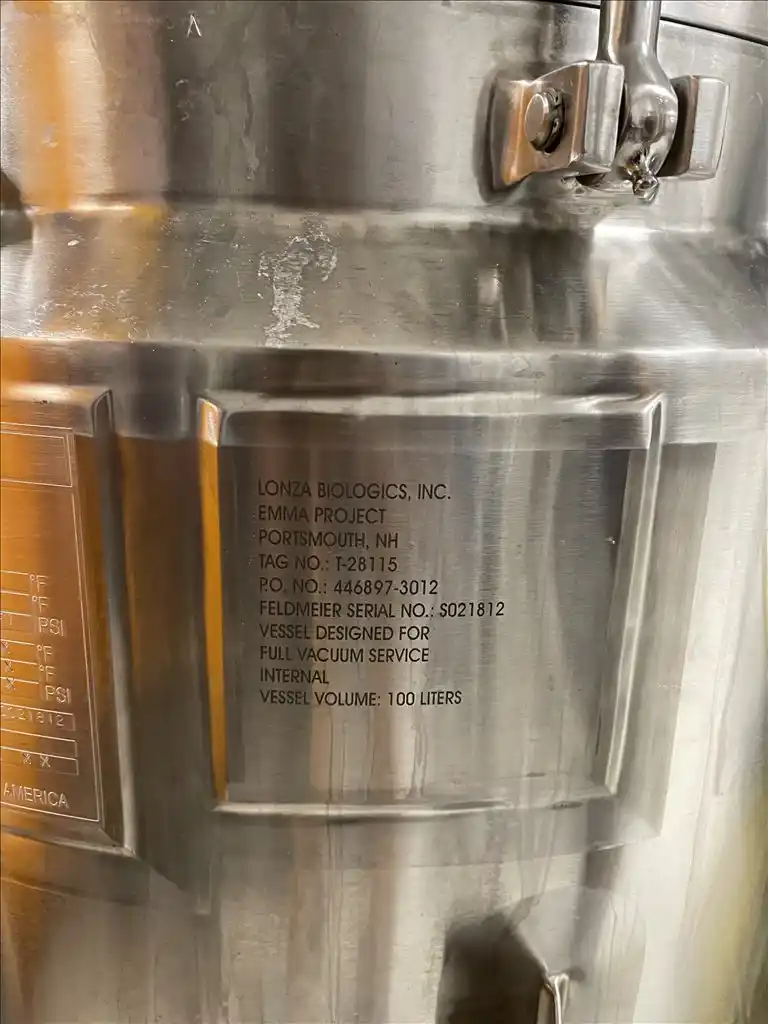 °F
°F
PSI
°F
°F
PSI
S021812
AMERICA
LONZA BIOLOGICS, INC.
EMMA PROJECT
PORTSMOUTH, NH
TAG NO.: T-28115
P.O. NO.: 446897-3012
FELDMEIER SERIAL NO.: S021812
VESSEL DESIGNED FOR
FULL VACUUM SERVICE
INTERNAL
VESSEL VOLUME: 100 LITERS